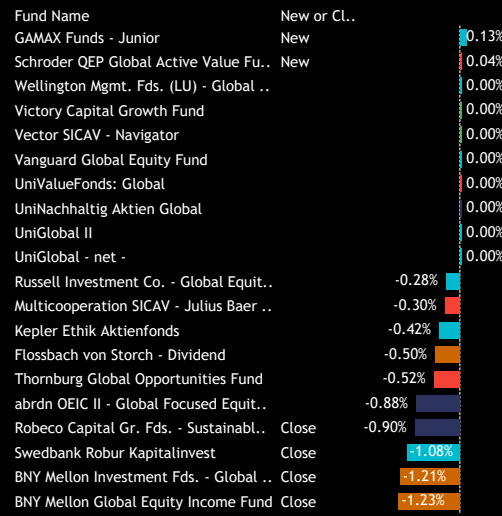 Fund Name New or Cl..
GAMAX Funds - Junior New 0.13%
Schroder QEP Global Active Value Fu.. New 0.04%
Wellington Mgmt. Fds. (LU) - Global .. 0.00%
Victory Capital Growth Fund 0.00%
Vector SICAV - Navigator 0.00%
Vanguard Global Equity Fund 0.00%
UniValueFonds: Global 0.00%
UniNachhaltig Aktien Global 0.00%
UniGlobal II 0.00%
UniGlobal - net - 0.00%
Russell Investment Co. - Global Equit.. -0.28%
Multicooperation SICAV - Julius Baer .. -0.30%
Kepler Ethik Aktienfonds -0.42%
Flossbach von Storch - Dividend -0.50%
Thornburg Global Opportunities Fund -0.52%
abrdn OEIC II - Global Focused Equit.. -0.88%
Robeco Capital Gr. Fds. - Sustainabl.. Close -0.90%
Swedbank Robur Kapitalinvest Close -1.08%
BNY Mellon Investment Fds. - Global .. Close -1.21%
BNY Mellon Global Equity Income Fund Close -1.23%